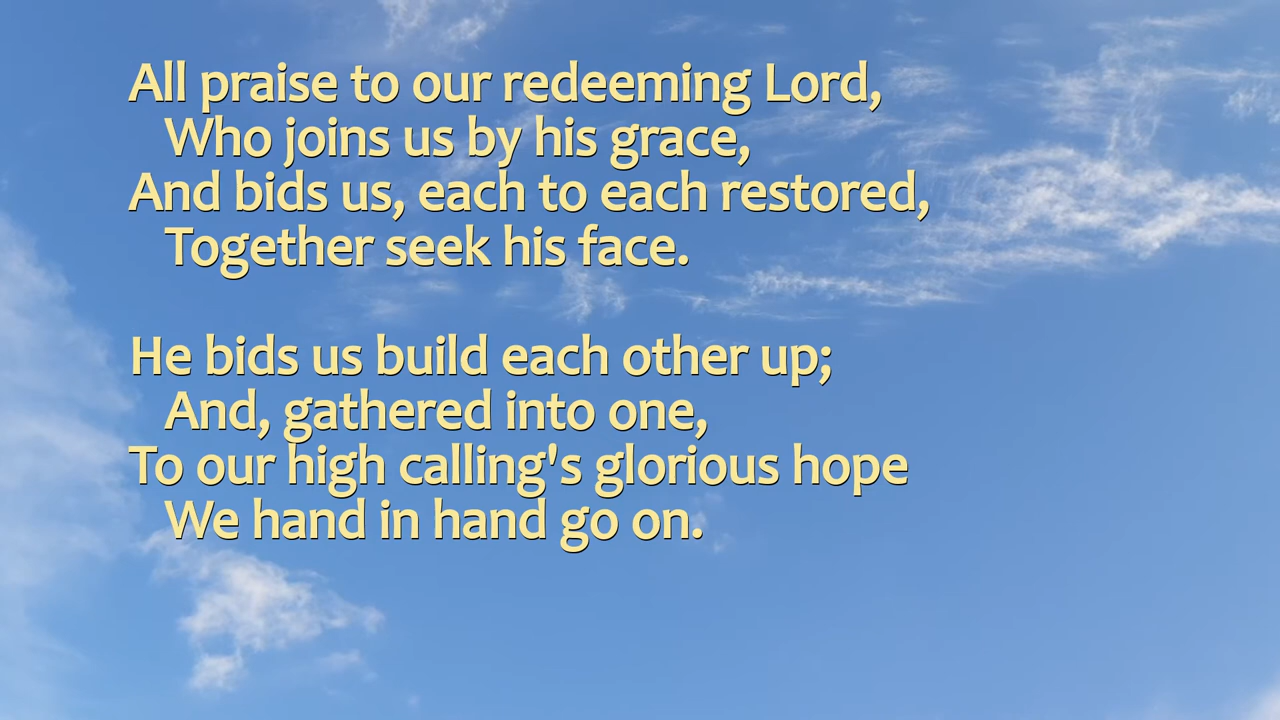 All praise to our redeeming Lord,
Who joins us by his grace,
And bids us, each to each restored,
Together seek his face.
He bids us build each other up;
And, gathered into one,
To our high calling's glorious hope
We hand in hand go on.